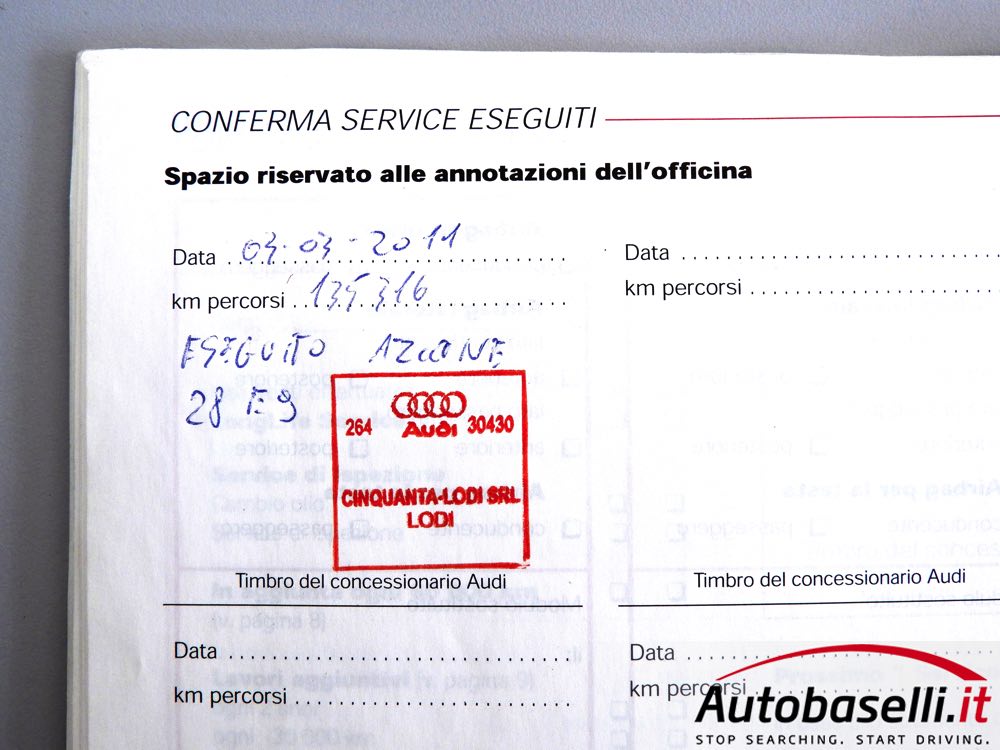 CONFERMA SERVICE ESEGUITI
Spazio riservato alle annotazioni dell'officina
Data 03-03-2011
km percorsi 135316
ESEGUITO AZIONE
28 E9
264 Audi 30430
CINQUANTA-LODI SRL
LODI
Timbro del concessionario Audi
Data
km percorsi
Data
km percorsi
Timbro del concessionario Audi
Data
km percorsi
Autobaselli.it
STOP SEARCHING. START DRIVING.